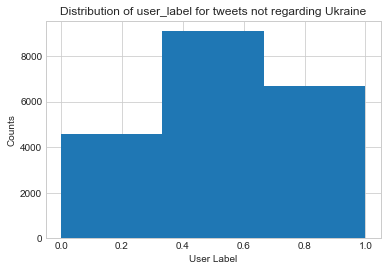 Distribution of user_label for tweets not regarding Ukraine
8000
6000
4000
2000
0
Counts
0.0 0.2 0.4 0.6 0.8 1.0
User Label